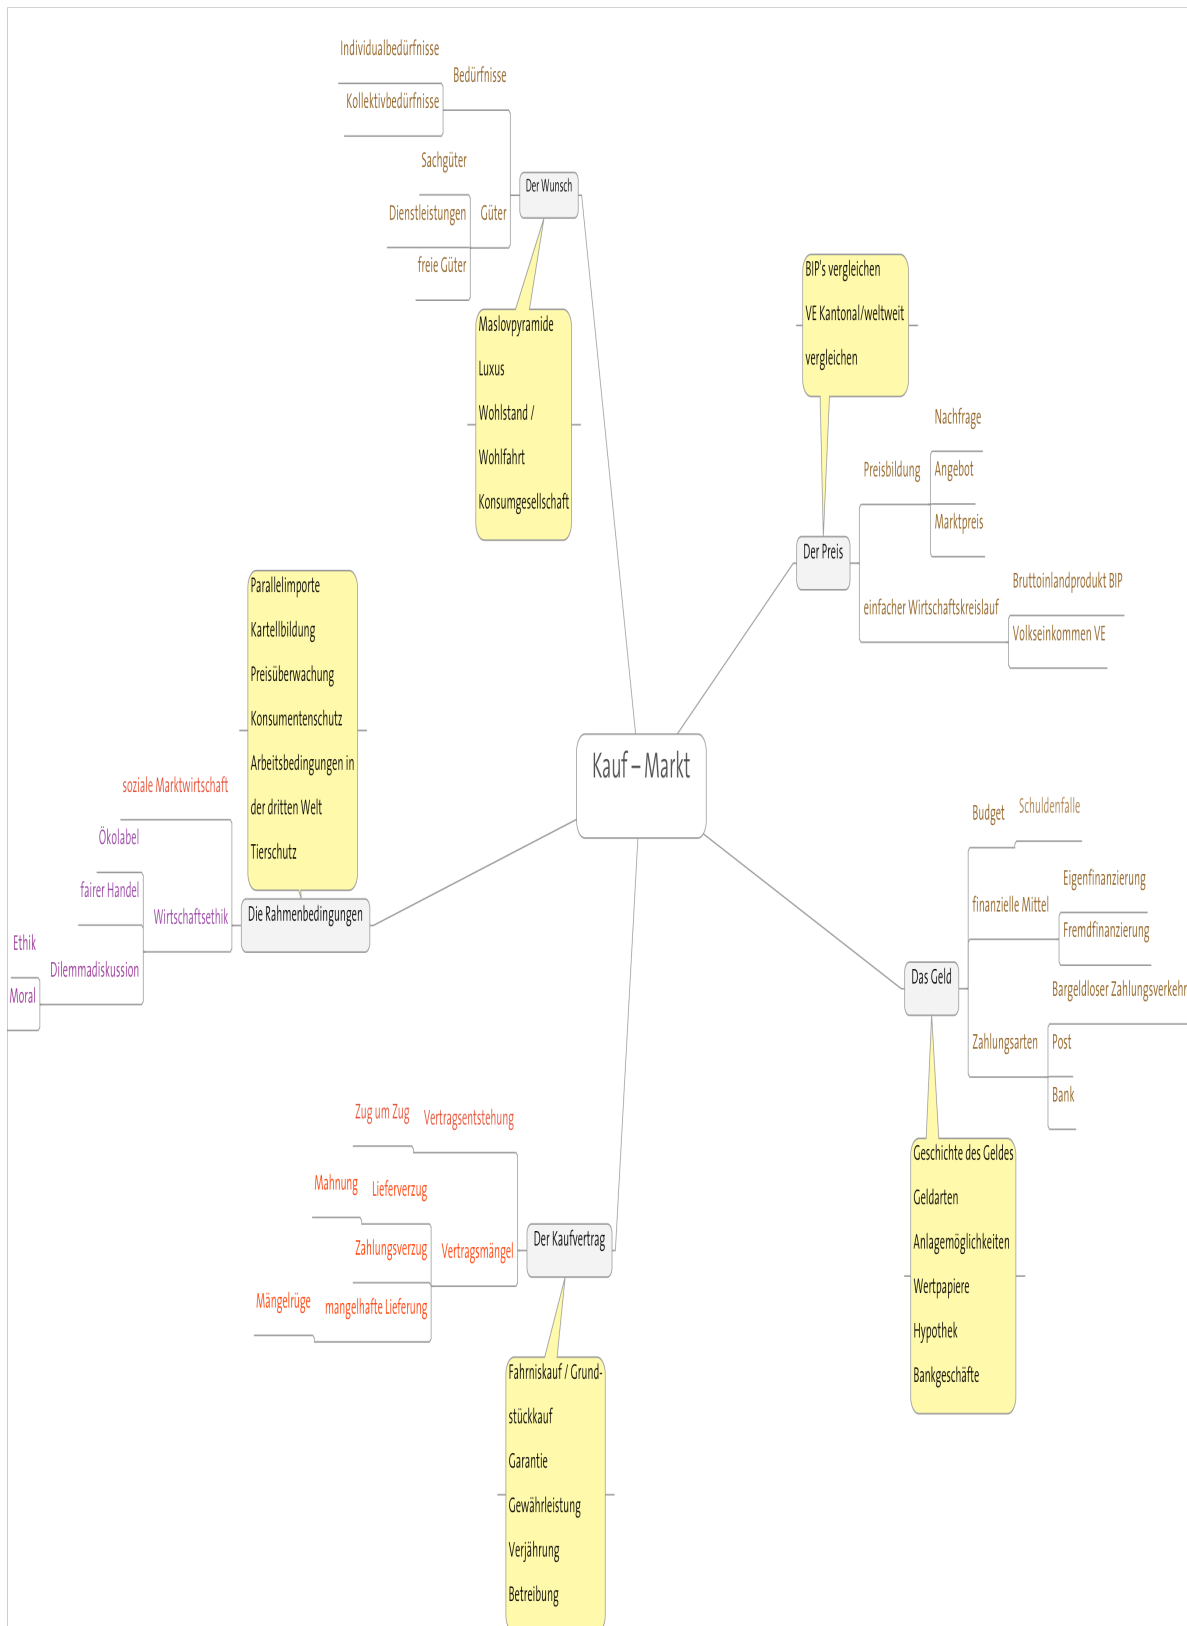 Individualbedürfnisse
Bedürfnisse
Kollektivbedürfnisse
Sachgüter
Der Wunsch
Dienstleistungen
Güter
freie Güter
Maslovpyramide
Luxus
Wohlstand /
Wohlfahrt
Konsumgesellschaft
BIP's vergleichen
VE Kantonal/weltweit
vergleichen
Nachfrage
Preisbildung
Angebot
Marktpreis
Der Preis
Bruttoinlandprodukt BIP
einfacher Wirtschaftskreislauf
Volkseinkommen VE
Parallelimporte
Kartellbildung
Preisüberwachung
Konsumentenschutz
Arbeitsbedingungen in
der dritten Welt
Tierschutz
Kauf – Markt
soziale Marktwirtschaft
Ökolabel
fairer Handel
Wirtschaftsethik
Die Rahmenbedingungen
Ethik
Dilemmadiskussion
Moral
Budget
Schuldenfalle
Eigenfinanzierung
finanzielle Mittel
Fremdfinanzierung
Das Geld
Bargeldloser Zahlungsverkehr
Zahlungsarten
Post
Bank
Geschichte des Geldes
Geldarten
Anlagemöglichkeiten
Wertpapiere
Hypothek
Bankgeschäfte
Zug um Zug
Vertragsentstehung
Mahnung
Lieferverzug
Der Kaufvertrag
Zahlungsverzug
Vertragsmängel
Mängelrüge
mangelhafte Lieferung
Fahrniskauf / Grund-
stückkauf
Garantie
Gewährleistung
Verjährung
Betreibung